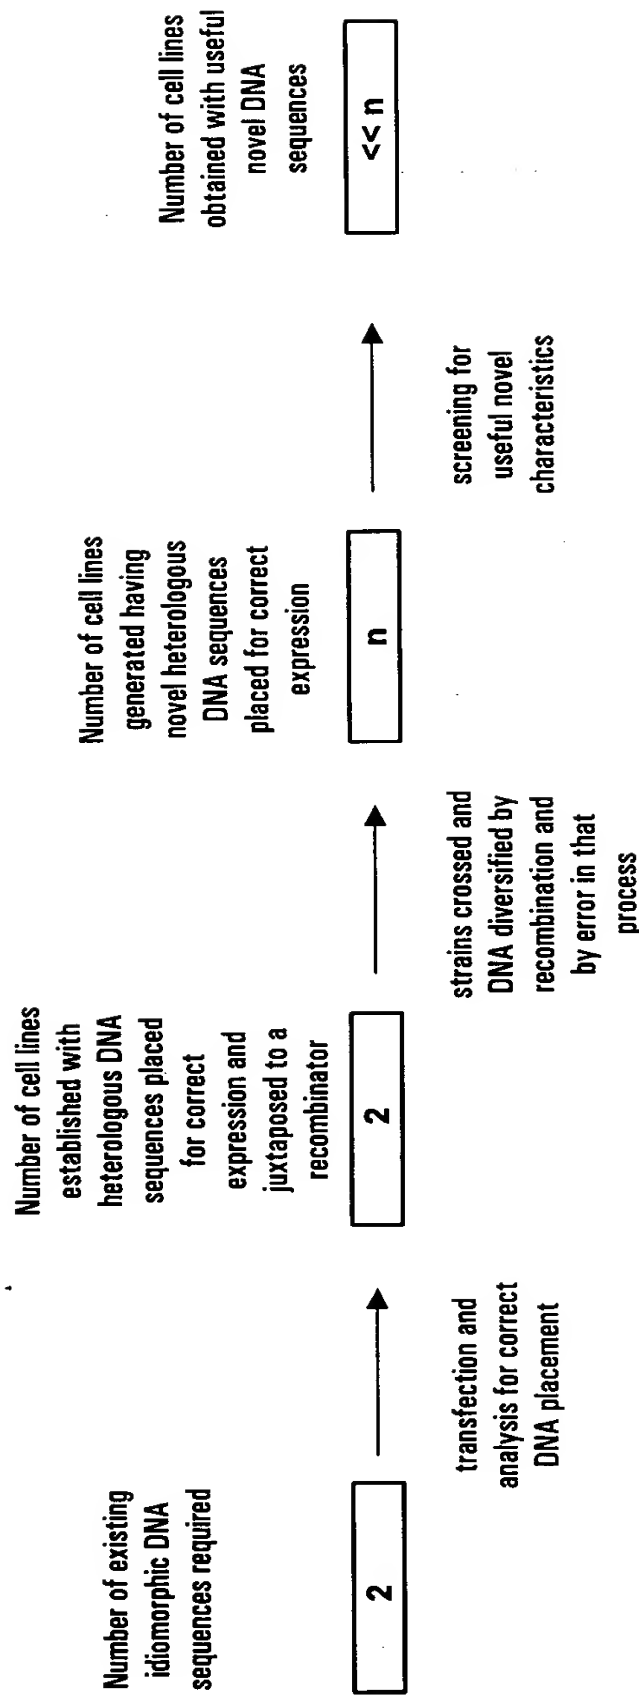 Number of existing
idiomorphic DNA
sequences required
2
transfection and
analysis for correct
DNA placement
Number of cell lines
established with
heterologous DNA
sequences placed
for correct
expression and
juxtaposed to a
recombinator
2
strains crossed and
DNA diversified by
recombination and
by error in that
process
Number of cell lines
generated having
novel heterologous
DNA sequences
placed for correct
expression
n
screening for
useful novel
characteristics
Number of cell lines
obtained with useful
novel DNA
sequences
<< n